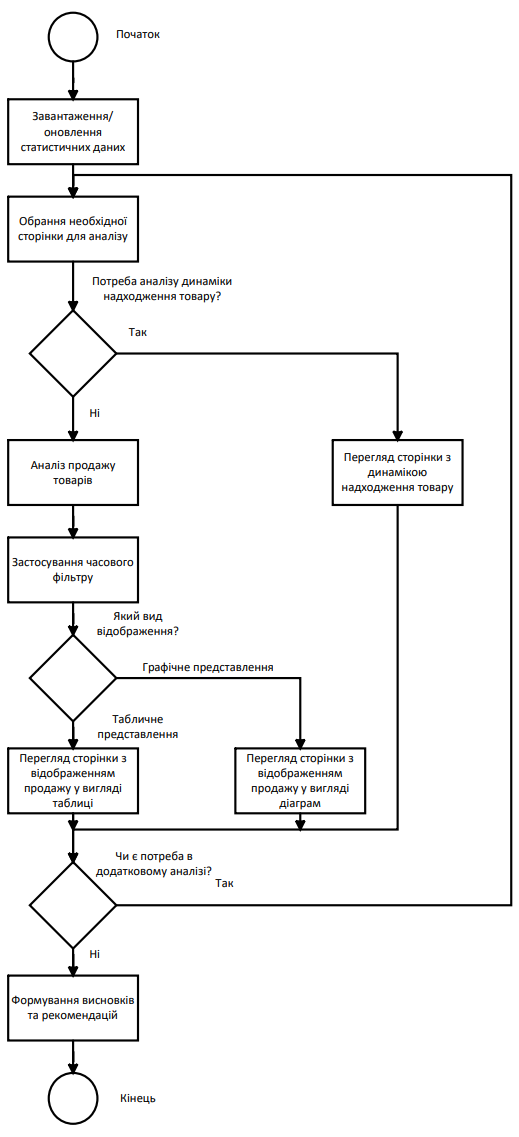 Початок
Завантаження/
оновлення
статистичних даних
Обрання необхідної
сторінки для аналізу
Потреба аналізу динаміки
надходження товару?
Так
Ні
Аналіз продажу
товарів
Перегляд сторінки з
динамікою
надходження товару
Застосування часового
фільтру
Який вид
відображення?
Графічне представлення
Табличне
представлення
Перегляд сторінки з
відображенням
продажу у вигляді
таблиці
Перегляд сторінки з
відображенням
продажу у вигляді
діаграм
Чи є потреба в
додатковому аналізі?
Так
Ні
Формування висновків
та рекомендацій
Кінець